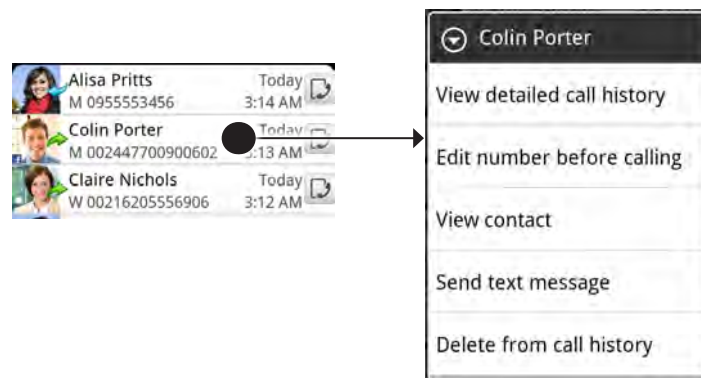 Alisa Pritts Today
M 0955553456 3:14 AM
Colin Porter Today
M 002447700900602 :13 AM
Claire Nichols Today
W 00216205556906 3:12 AM
Colin Porter
View detailed call history
Edit number before calling
View contact
Send text message
Delete from call history